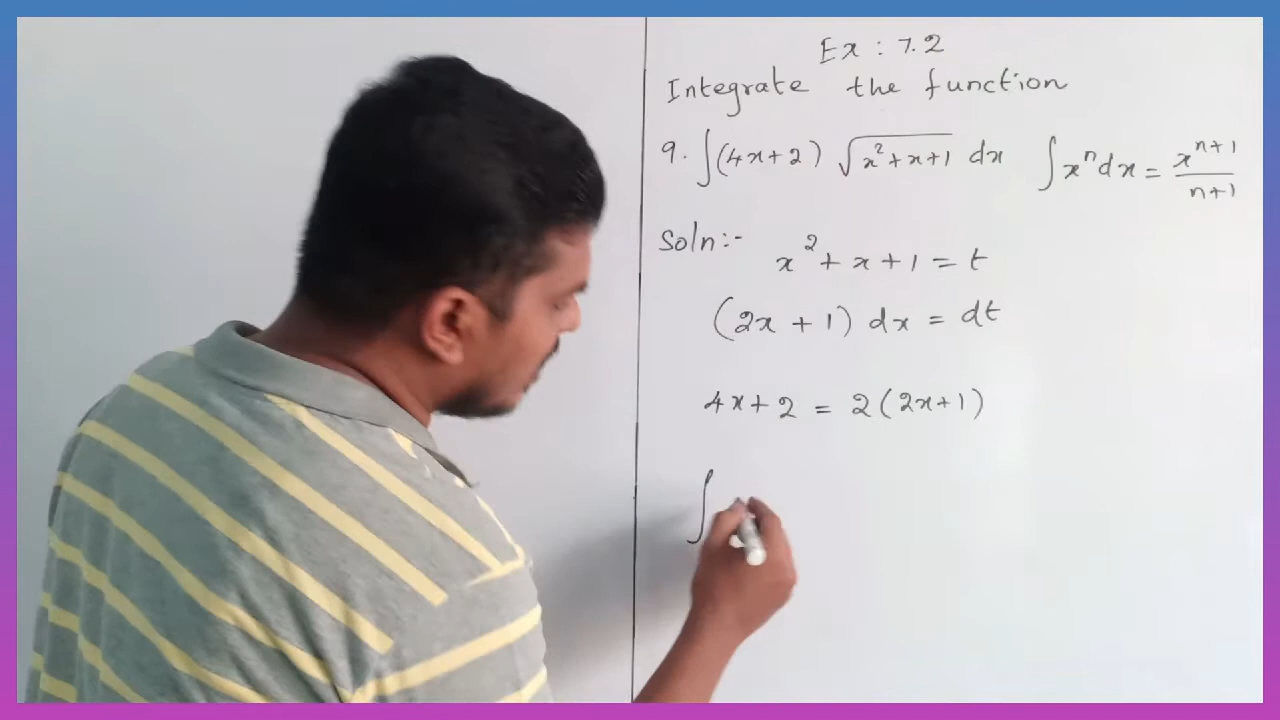 Ex : 7.2
Integrate the function
9. ∫(4x+2) √(x²+x+1) dx ∫xⁿdx = xⁿ⁺¹/n+1
Soln:-
x² + x + 1 = t
(2x + 1) dx = dt
4x + 2 = 2(2x+1)
∫